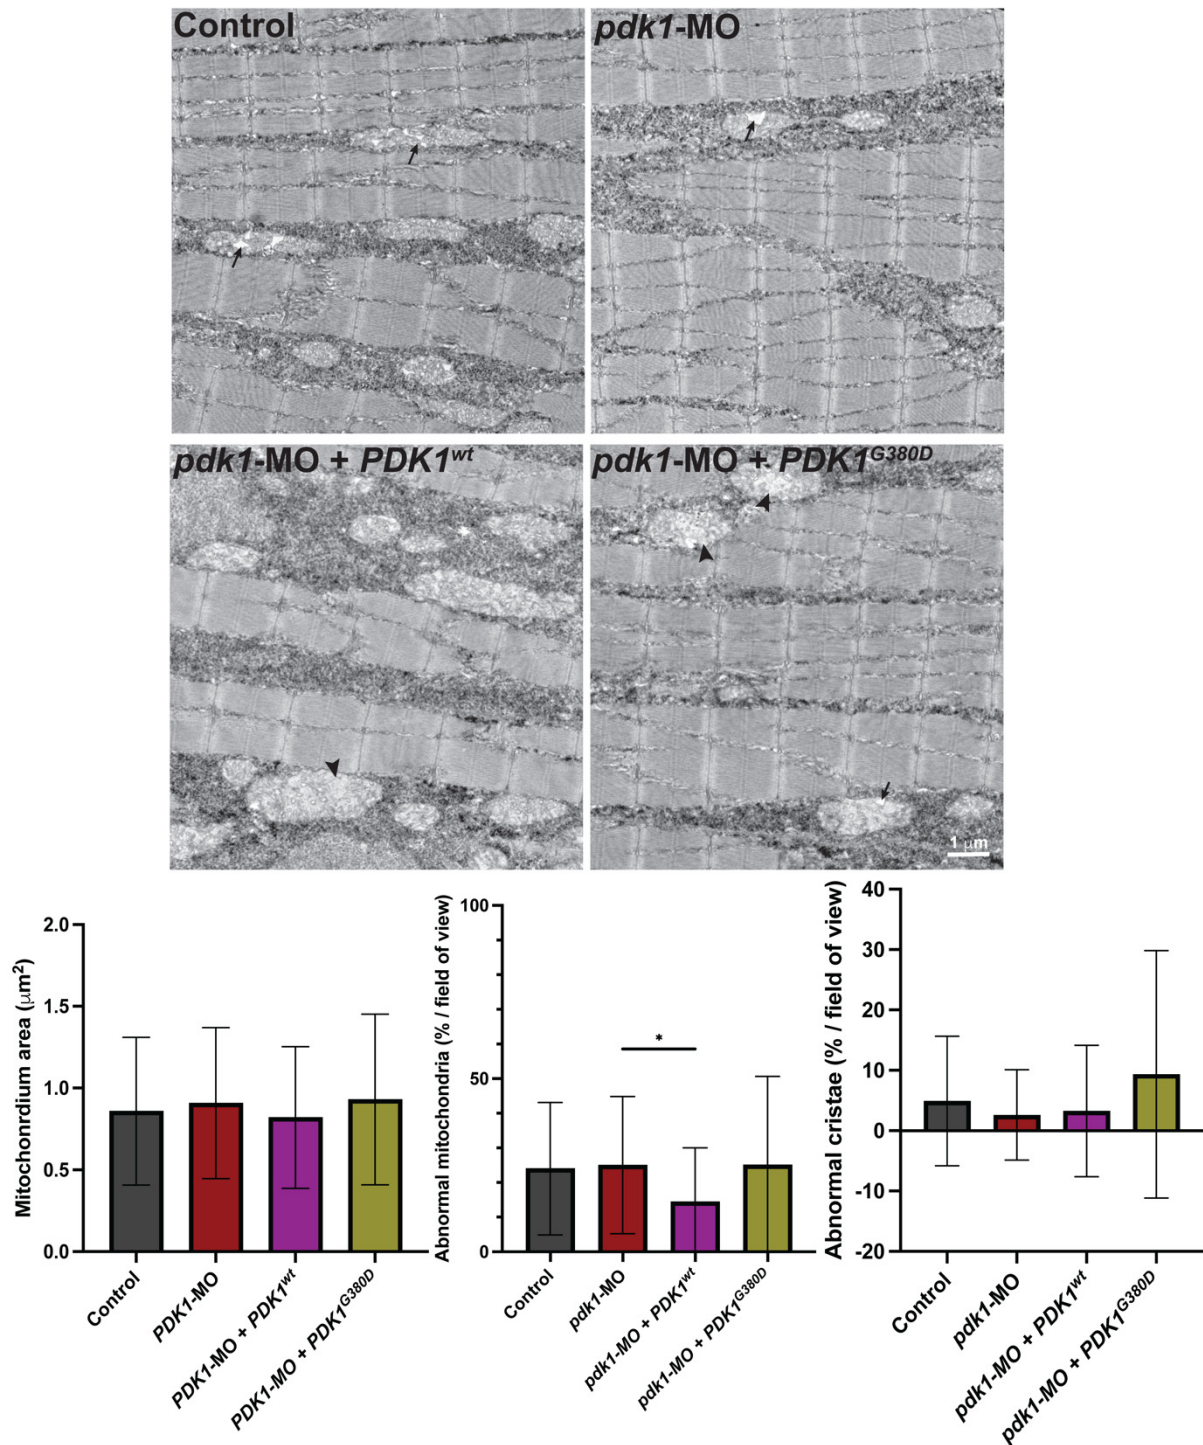 Control
pdk1-MO
pdk1-MO + PDK1wt
pdk1-MO + PDK1G380D
1 μm
Mitochonrdium area (μm2)
2.0
1.5
1.0
0.5
0.0
Control
PDK1-MO
PDK1-MO + PDK1wt
PDK1-MO + PDK1G380D
Abnormal mitochondria (% / field of view)
100
50
0
*
Control
pdk1-MO
pdk1-MO + PDK1wt
pdk1-MO + PDK1G380D
Abnormal cristae (% / field of view)
40
30
20
10
0
-10
-20
Control
pdk1-MO
pdk1-MO + PDK1wt
pdk1-MO + PDK1G380D